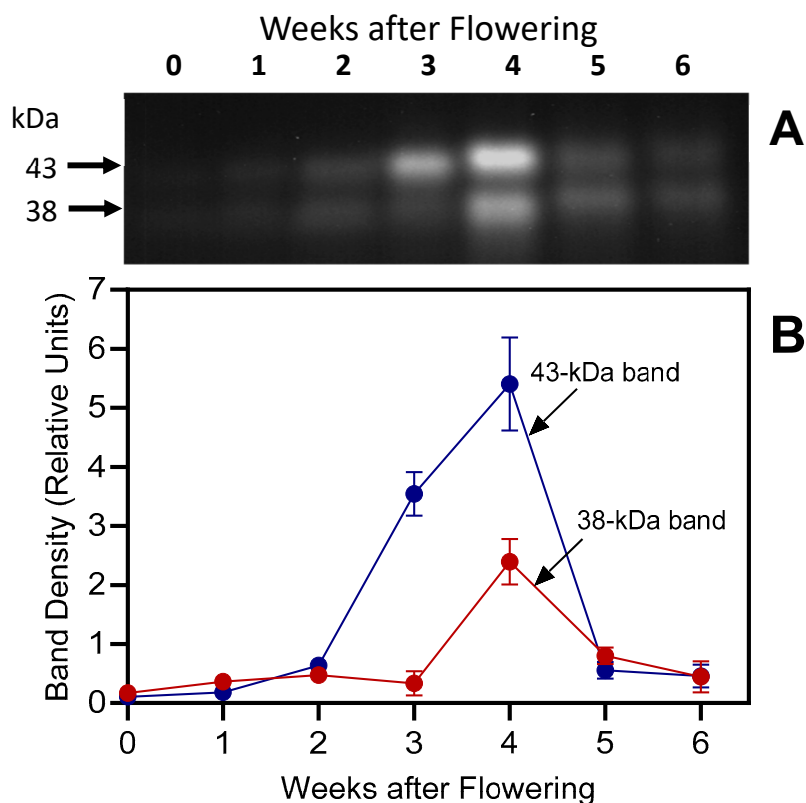 Weeks after Flowering
0 1 2 3 4 5 6
A
kDa
43
38
B
Band Density (Relative Units)
7
6
5
4
3
2
1
0
43-kDa band
38-kDa band
0 1 2 3 4 5 6
Weeks after Flowering